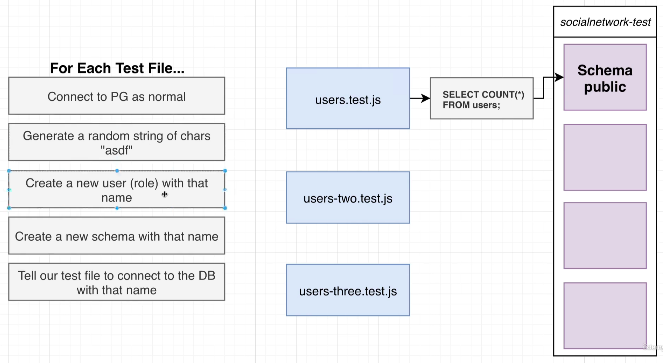 socialnetwork-test
For Each Test File...
Connect to PG as normal
Generate a random string of chars
"asdf"
Create a new user (role) with that
name
Create a new schema with that name
Tell our test file to connect to the DB
with that name
users.test.js
SELECT COUNT(*)
FROM users;
Schema
public
users-two.test.js
users-three.test.js